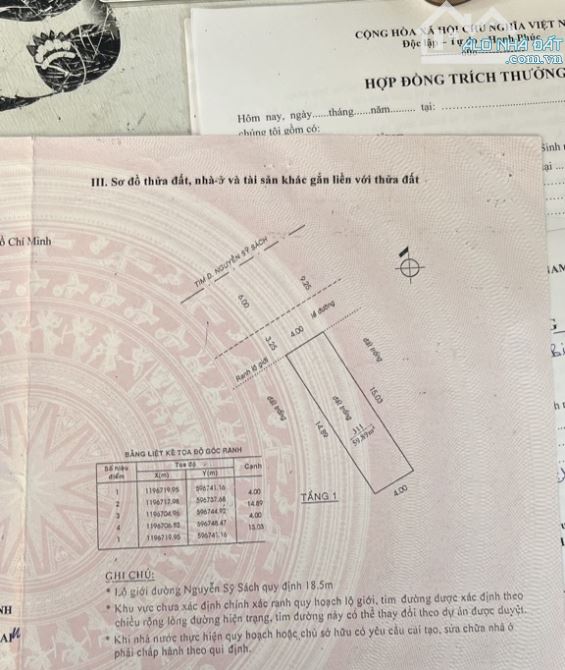 CỘNG HÒA XÃ HỘI CHỦ NGHĨA VIỆT N
Độc lập - Tự do - Hạnh Phúc
ALO NHÀ ĐẤT
.com.vn
HỢP ĐỒNG TRÍCH THƯỞNG
Hôm nay, ngày......tháng......năm........... tại:
chúng tôi gồm có:
Sinh
tại
III. Sơ đồ thửa đất, nhà ở và tài sản khác gắn liền với thửa đất
ồ Chí Minh
TIM Đ. NGUYỄN SỸ SÁCH
6.00
9.25
3.25
4.00
lề đường
Ranh lộ giới
đất trống
đất trống
15.03
14.89
đất trống
311
59.89m²
4.00
TẦNG 1
BẢNG LIỆT KÊ TỌA ĐỘ GÓC RANH
Số hiệu điểm Tọa độ Cạnh
X(m) Y(m)
1 1196719.95 596741.16
4.00
2 1196717.98 596737.68
14.89
3 1196704.96 596744.92
4.00
4 1196706.82 596748.47
15.03
1 1196719.95 596741.16
GHI CHÚ:
* Lộ giới đường Nguyễn Sỹ Sách quy định 18.5m
* Khu vực chưa xác định chính xác ranh quy hoạch lộ giới, tim đường được xác định theo
chiều rộng lòng đường hiện trạng, tim đường này có thể thay đổi theo dự án được duyệt.
* Khi nhà nước thực hiện quy hoạch hoặc chủ sở hữu có yêu cầu cải tạo, sửa chữa nhà ở
phải chấp hành theo qui định.